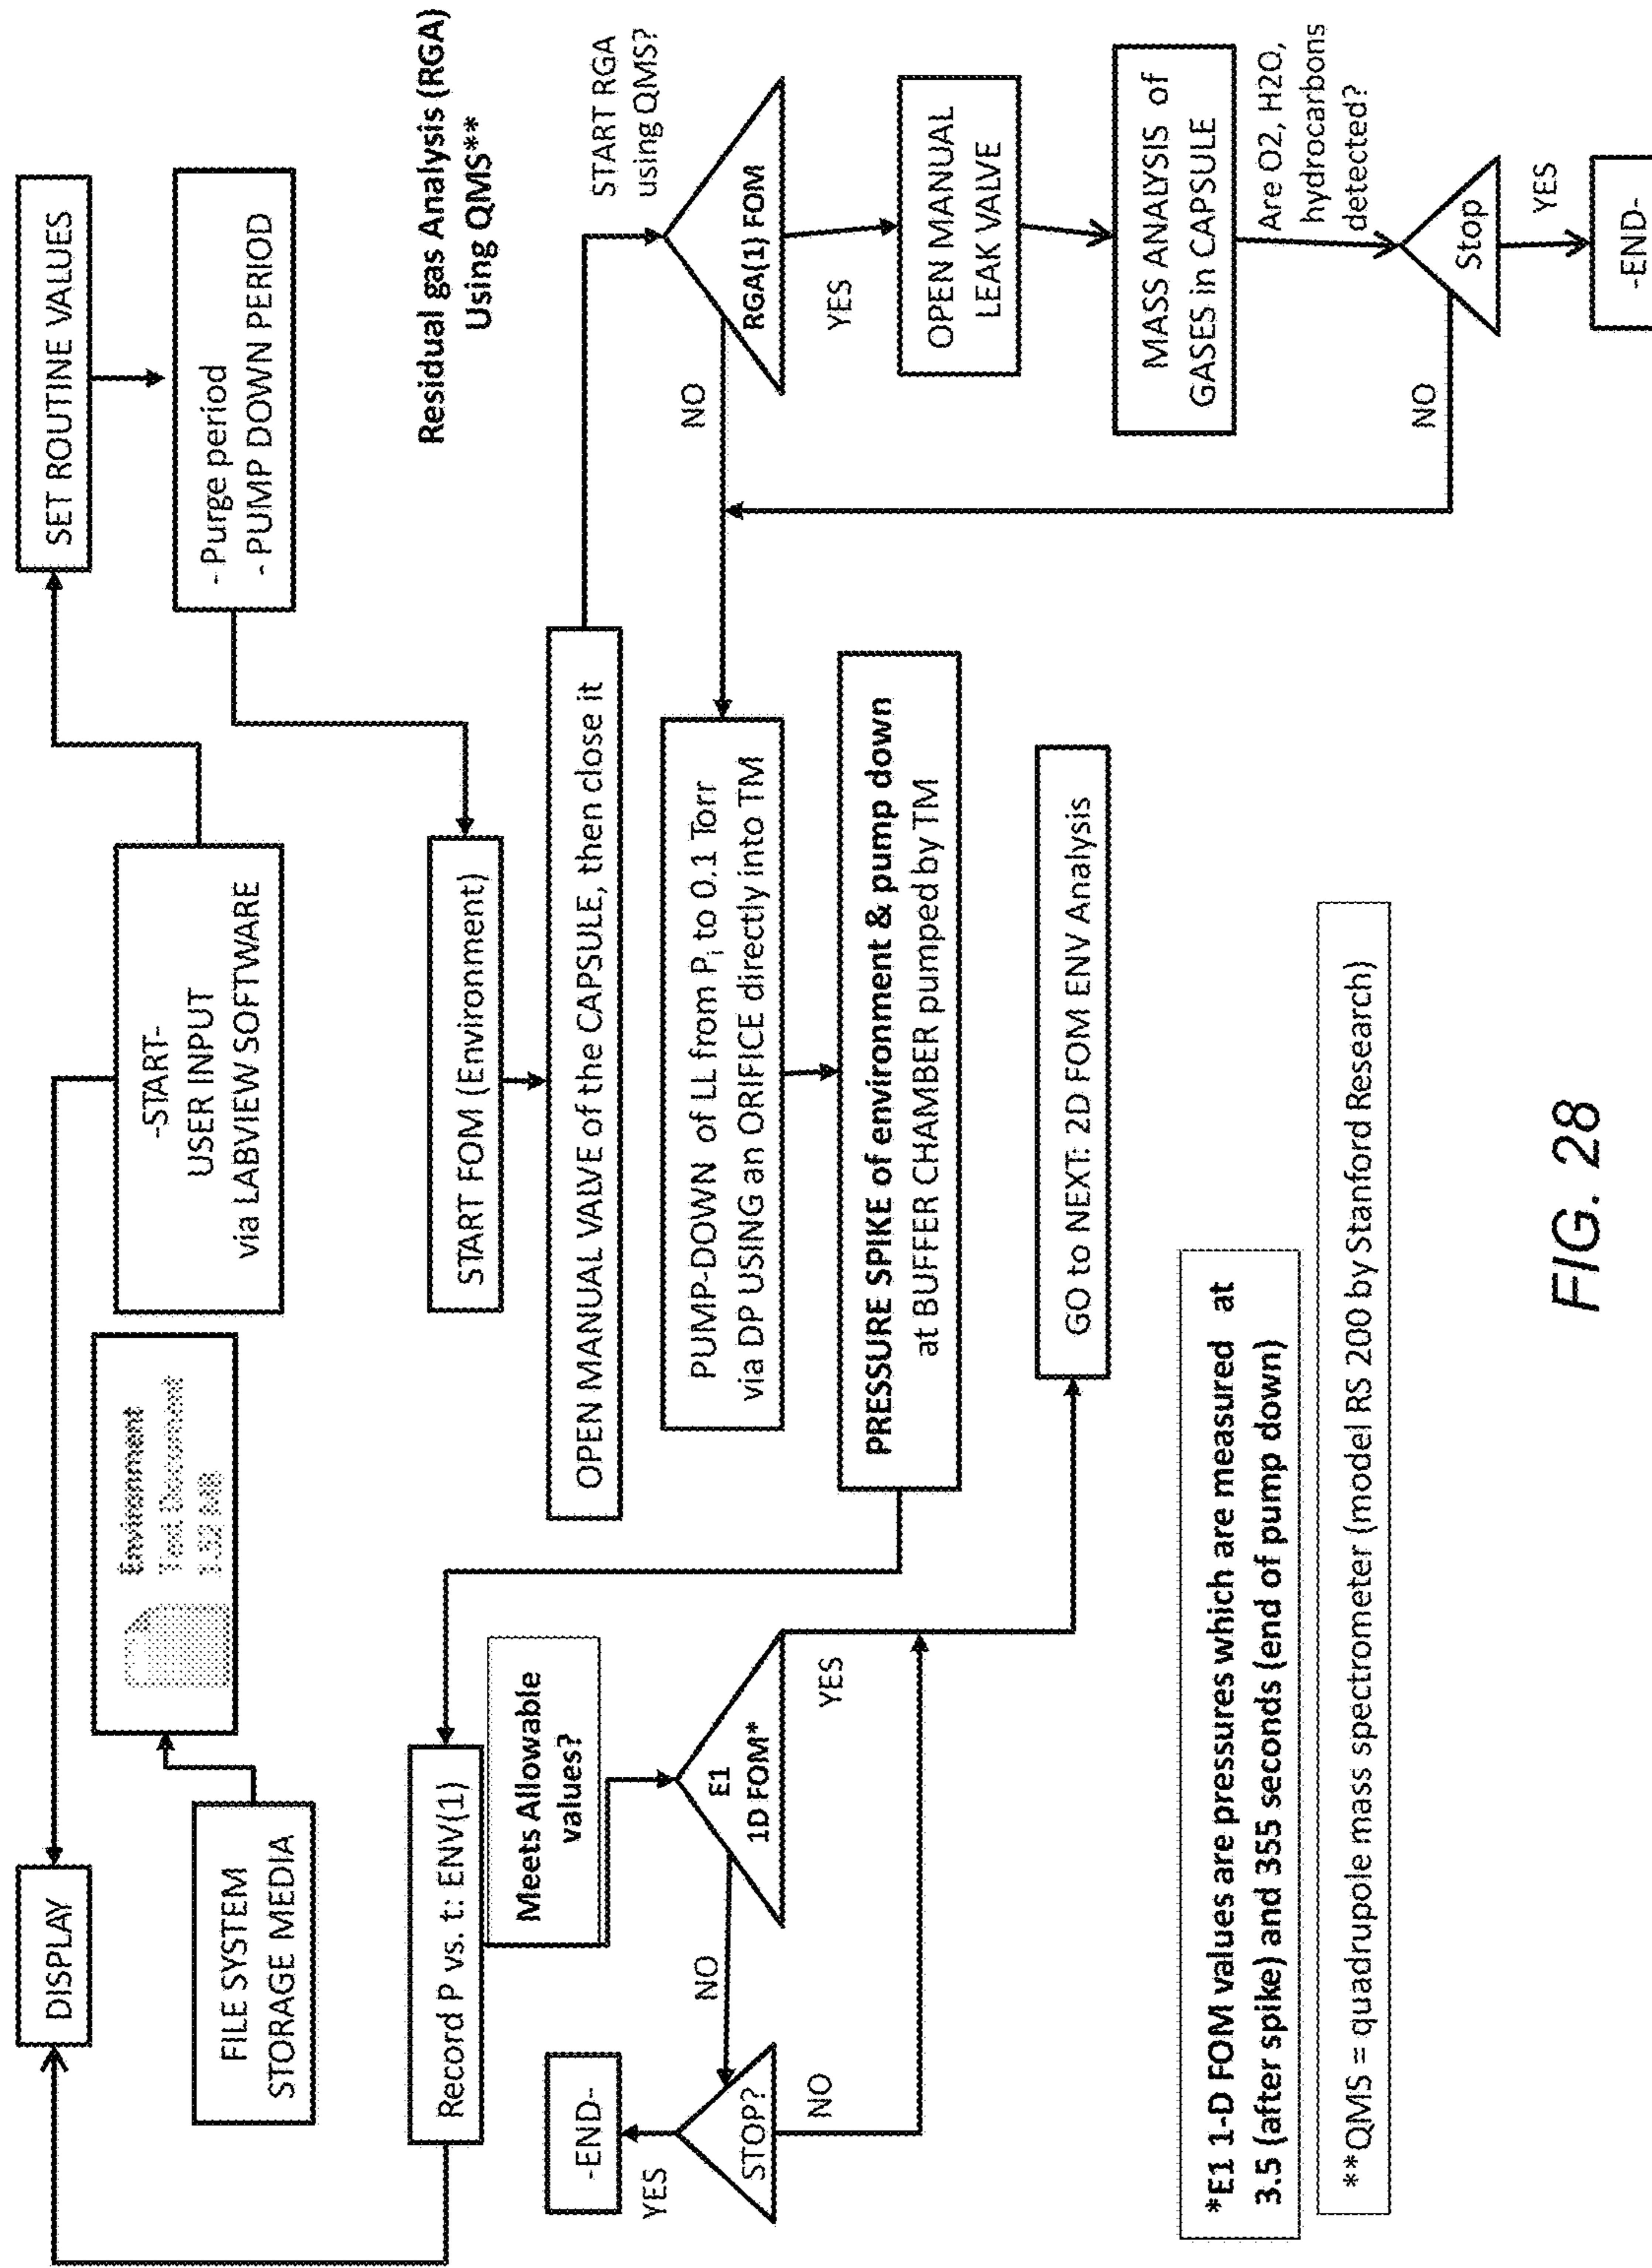 DISPLAY
-START-
USER INPUT
via LABVIEW SOFTWARE
SET ROUTINE VALUES
FILE SYSTEM
STORAGE MEDIA
Environment
Text Document
- Purge period
- PUMP DOWN PERIOD
START FOM (Environment)
OPEN MANUAL VALVE of the CAPSULE, then close it
Residual gas Analysis (RGA)
Using QMS**
START RGA
using QMS?
RGA(1) FOM
NO
YES
OPEN MANUAL
LEAK VALVE
MASS ANALYSIS of
GASES in CAPSULE
Are O2, H2O,
hydrocarbons
detected?
Stop
NO
YES
-END-
PUMP-DOWN of LL from Pi to 0.1 Torr
via DP USING an ORIFICE directly into TM
PRESSURE SPIKE of environment & pump down
at BUFFER CHAMBER pumped by TM
Record P vs. t: ENV(1)
Meets Allowable
values?
E1
1D FOM*
NO
YES
STOP?
YES
NO
-END-
GO to NEXT: 2D FOM ENV Analysis
*E1 1-D FOM values are pressures which are measured at
3.5 (after spike) and 355 seconds (end of pump down)
**QMS = quadrupole mass spectrometer (model RS 200 by Stanford Research)
FIG. 28